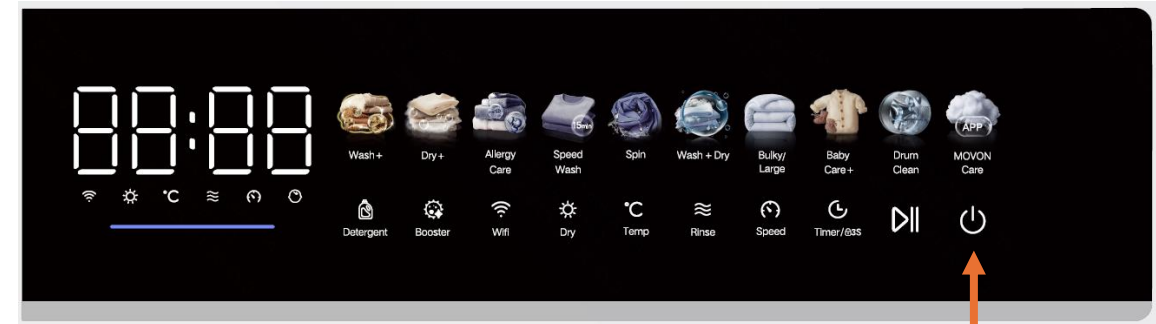 88:88
Wash+ Dry+ Allergy Care Speed Wash Spin Wash + Dry Bulky/ Large Baby Care+ Drum Clean MOVON Care
15min
APP
°C
Detergent Booster Wifi Dry Temp Rinse Speed Timer/3S
°C